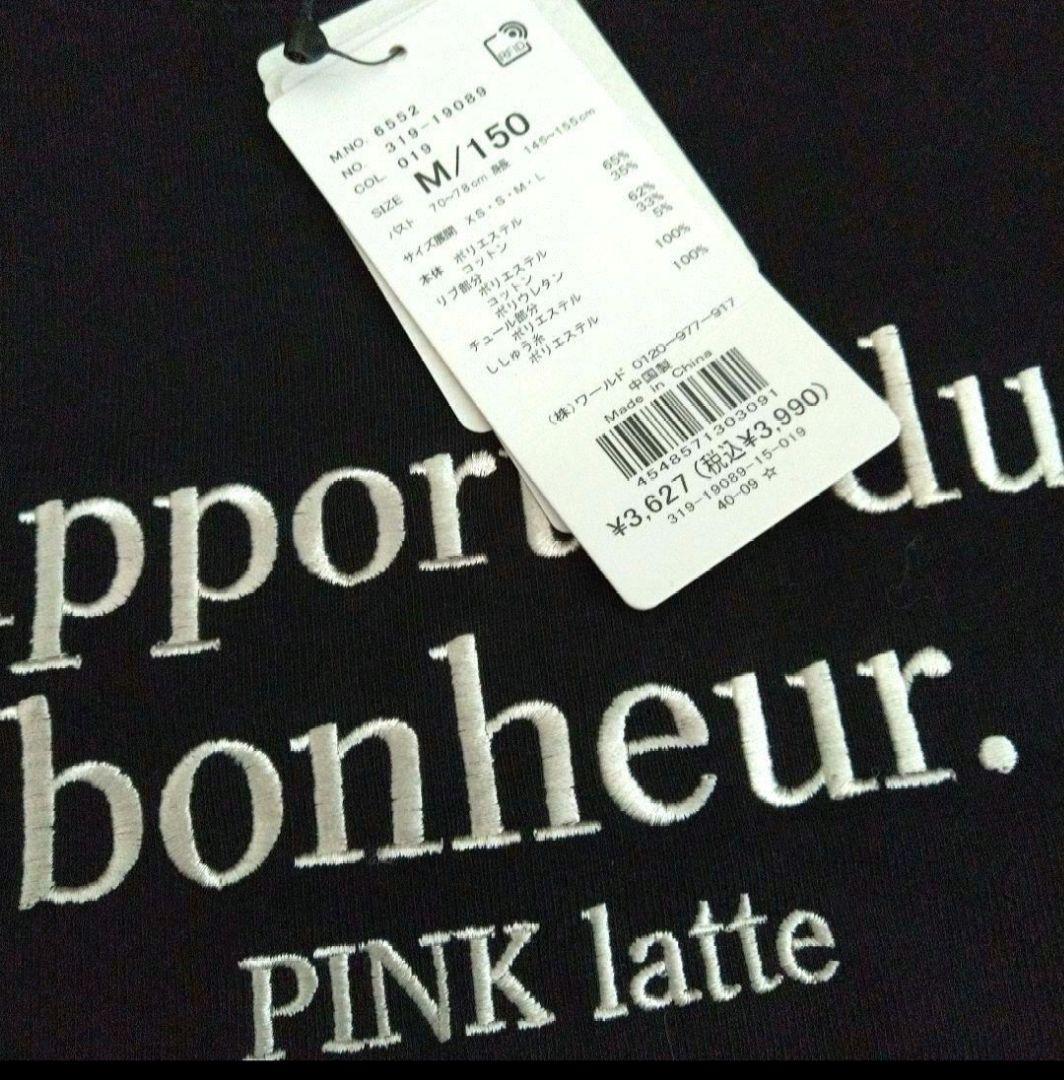 RFID
M.NO. 6552
NO. 319-19089
COL. 019
SIZE M/150
バスト 70~78cm 身長 145~155cm
サイズ展開 XS・S・M・L
本体 ポリエステル 65%
コットン 35%
リブ部分
ポリエステル 62%
コットン 33%
ポリウレタン 5%
チュール部分
ポリエステル 100%
ししゅう糸
ポリエステル 100%
(株)ワールド 0120-977-917
中国製
Made in China
4548571303091
¥3,627 (税込¥3,990)
319-19089-15-019
40-09 ☆
pport du
bonheur.
PINK latte